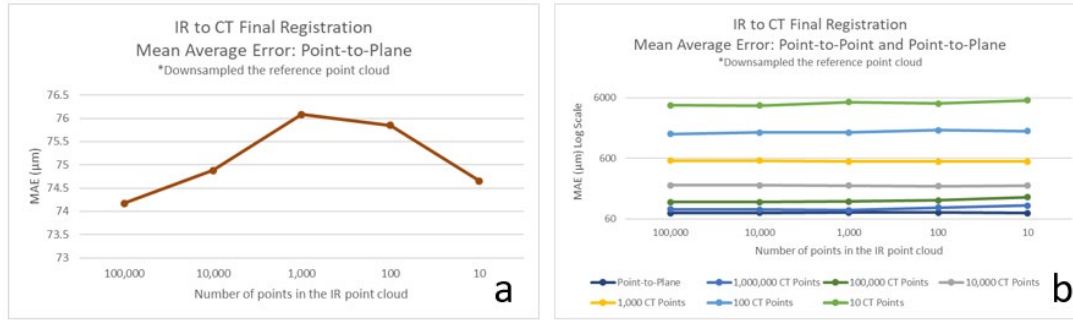 IR to CT Final Registration
Mean Average Error: Point-to-Plane
*Downsampled the reference point cloud
76.5
76
75.5
75
74.5
74
73.5
73
MAE (µm)
100,000
10,000
1,000
100
10
Number of points in the IR point cloud
a
IR to CT Final Registration
Mean Average Error: Point-to-Point and Point-to-Plane
*Downsampled the reference point cloud
6000
600
60
MAE (µm) Log Scale
100,000
10,000
1,000
100
10
Number of points in the IR point cloud
Point-to-Plane
1,000,000 CT Points
100,000 CT Points
10,000 CT Points
1,000 CT Points
100 CT Points
10 CT Points
b